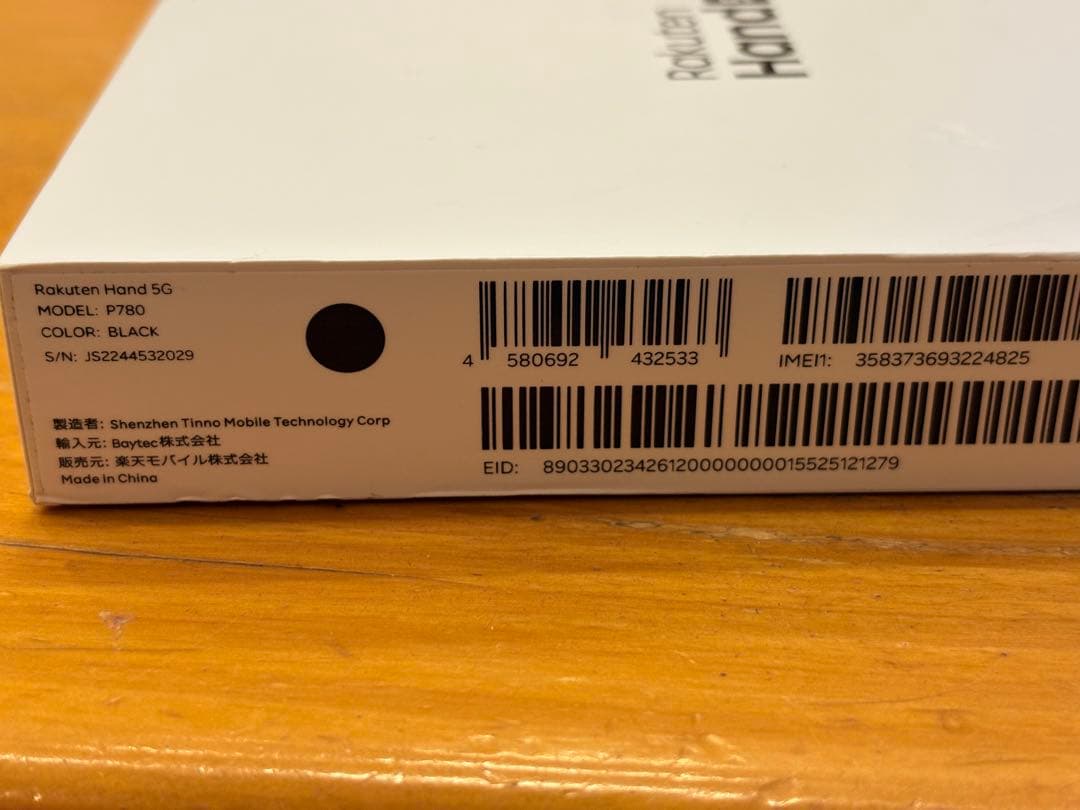 Rakuten
Hand
Rakuten Hand 5G
MODEL: P780
COLOR: BLACK
S/N: JS2244532029
製造者: Shenzhen Tinno Mobile Technology Corp
輸入元: Baytec株式会社
販売元: 楽天モバイル株式会社
Made in China
4 580692 432533
IMEI1: 358373693224825
EID: 89033023426120000000015525121279